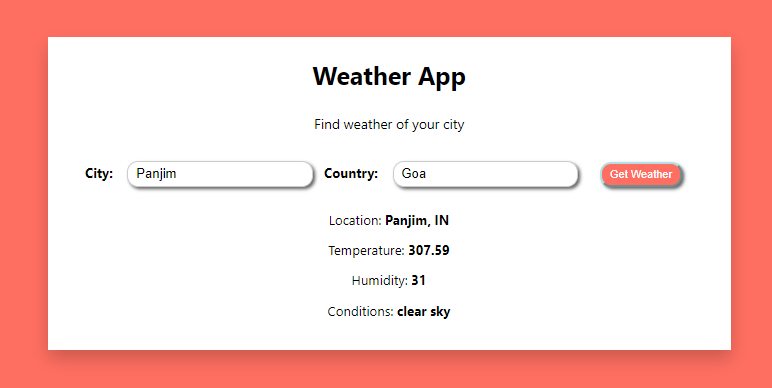 Weather App
Find weather of your city
City: Panjim Country: Goa Get Weather
Location: Panjim, IN
Temperature: 307.59
Humidity: 31
Conditions: clear sky